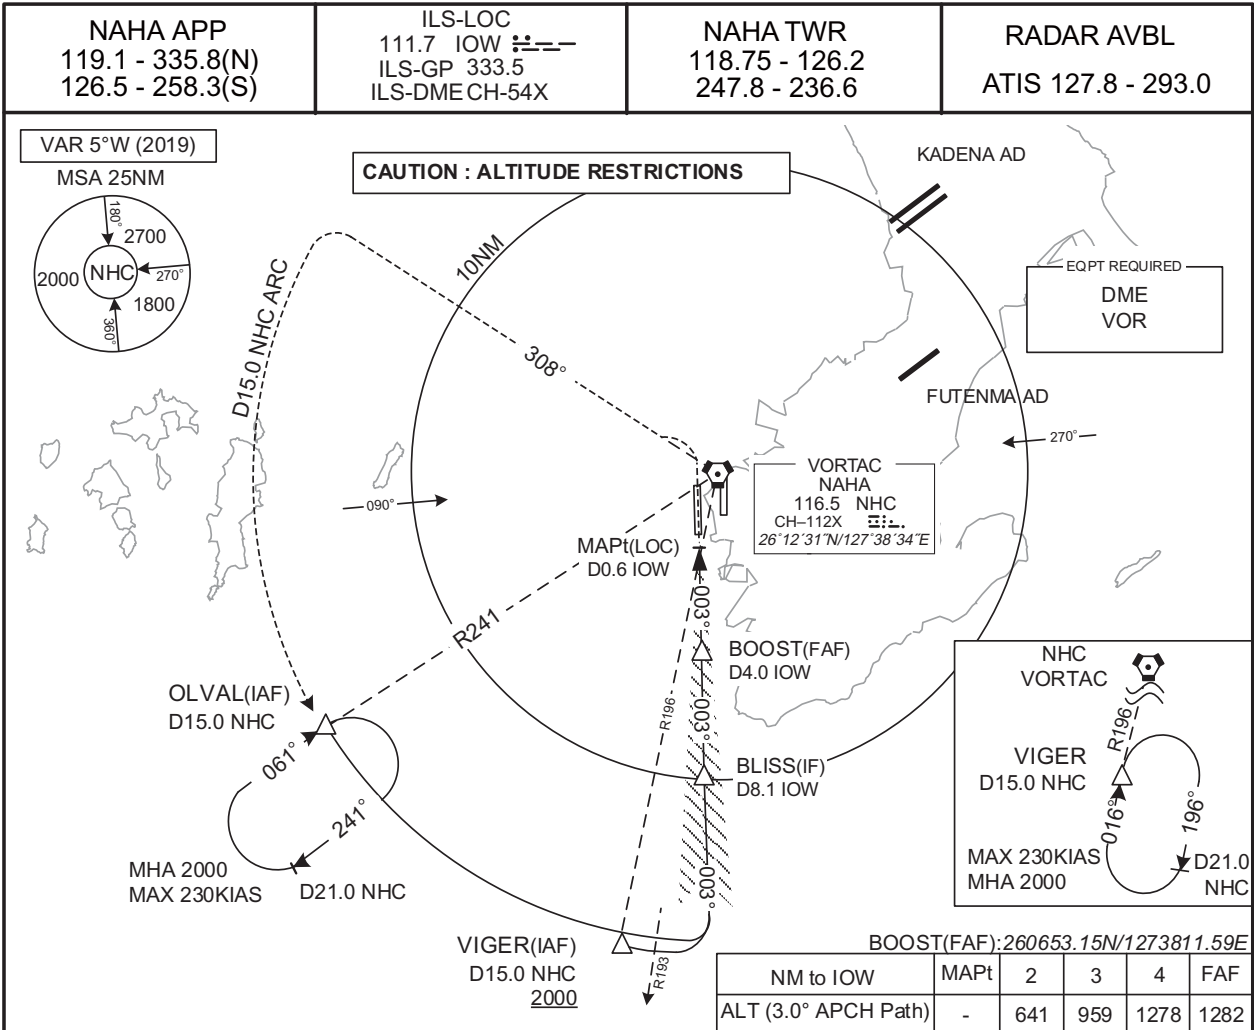 NAHA APP
119.1 - 335.8(N)
126.5 - 258.3(S)
ILS-LOC
111.7 IOW
ILS-GP 333.5
ILS-DME CH-54X
NAHA TWR
118.75 - 126.2
247.8 - 236.6
RADAR AVBL
ATIS 127.8 - 293.0
VAR 5°W (2019)
MSA 25NM
180°
2700
2000
NHC
270°
1800
360°
CAUTION : ALTITUDE RESTRICTIONS
KADENA AD
EQPT REQUIRED
DME
VOR
10NM
D15.0 NHC ARC
308°
FUTENMA AD
270°
090°
VORTAC
NAHA
116.5 NHC
CH–112X
26°12´31˝N/127°38´34˝E
MAPt(LOC)
D0.6 IOW
003°
R241
BOOST(FAF)
D4.0 IOW
OLVAL(IAF)
D15.0 NHC
R196
003°
061°
BLISS(IF)
D8.1 IOW
241°
MHA 2000
MAX 230KIAS
D21.0 NHC
003°
VIGER(IAF)
D15.0 NHC
2000
R193
NHC
VORTAC
R196
VIGER
D15.0 NHC
016°
196°
MAX 230KIAS
MHA 2000
D21.0
NHC
BOOST(FAF):260653.15N/1273811.59E
NM to IOW MAPt 2 3 4 FAF
ALT (3.0° APCH Path) - 641 959 1278 1282